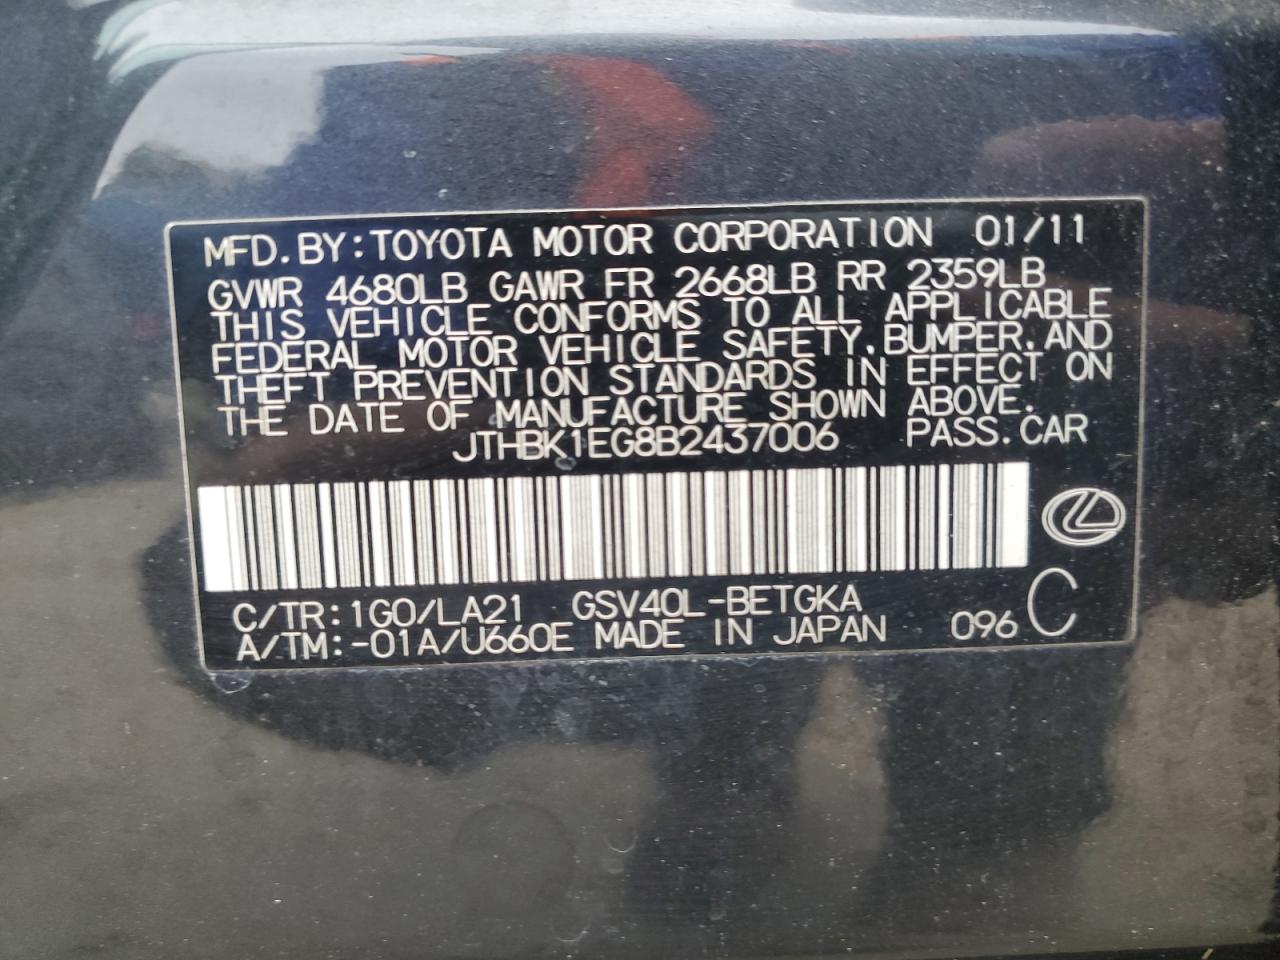 MFD.BY:TOYOTA MOTOR CORPORATION 01/11
GVWR 4680LB GAWR FR 2668LB RR 2359LB
THIS VEHICLE CONFORMS TO ALL APPLICABLE
FEDERAL MOTOR VEHICLE SAFETY, BUMPER, AND
THEFT PREVENTION STANDARDS IN EFFECT ON
THE DATE OF MANUFACTURE SHOWN ABOVE.
JTHBK1EG8B2437006 PASS.CAR
C/TR:1G0/LA21 GSV40L-BETGKA
A/TM:-01A/U660E MADE IN JAPAN 096 C